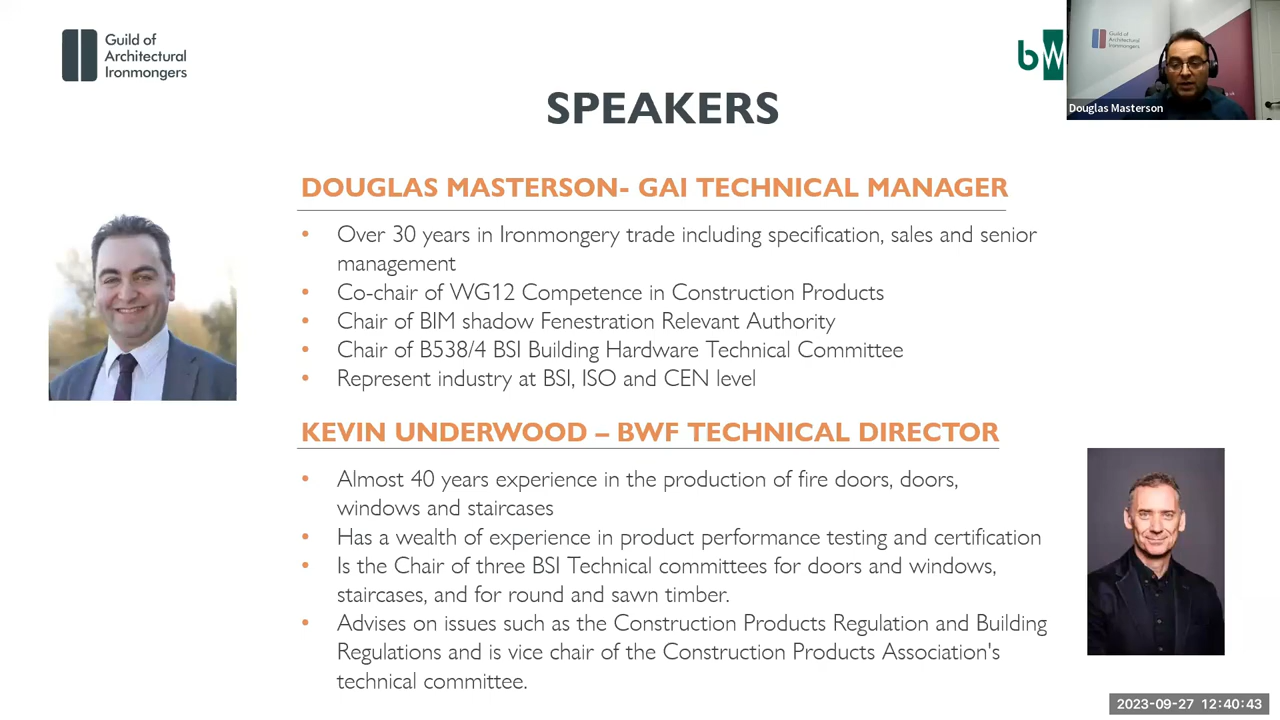 Guild of
Architectural
Ironmongers
bW
Guild of
Architectural
Ironmongers
Douglas Masterson
SPEAKERS
DOUGLAS MASTERSON- GAI TECHNICAL MANAGER
• Over 30 years in Ironmongery trade including specification, sales and senior
management
• Co-chair of WG12 Competence in Construction Products
• Chair of BIM shadow Fenestration Relevant Authority
• Chair of B538/4 BSI Building Hardware Technical Committee
• Represent industry at BSI, ISO and CEN level
KEVIN UNDERWOOD – BWF TECHNICAL DIRECTOR
• Almost 40 years experience in the production of fire doors, doors,
windows and staircases
• Has a wealth of experience in product performance testing and certification
• Is the Chair of three BSI Technical committees for doors and windows,
staircases, and for round and sawn timber.
• Advises on issues such as the Construction Products Regulation and Building
Regulations and is vice chair of the Construction Products Association's
technical committee.
2023-09-27 12:40:43